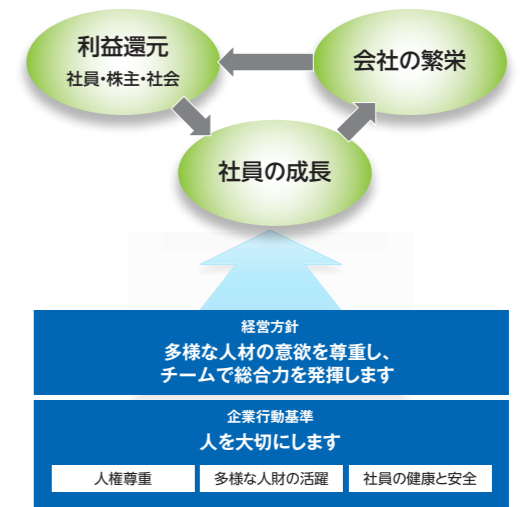 利益還元
社員・株主・社会
会社の繁栄
社員の成長
経営方針
多様な人材の意欲を尊重し、
チームで総合力を発揮します
企業行動基準
人を大切にします
人権尊重
多様な人財の活躍
社員の健康と安全